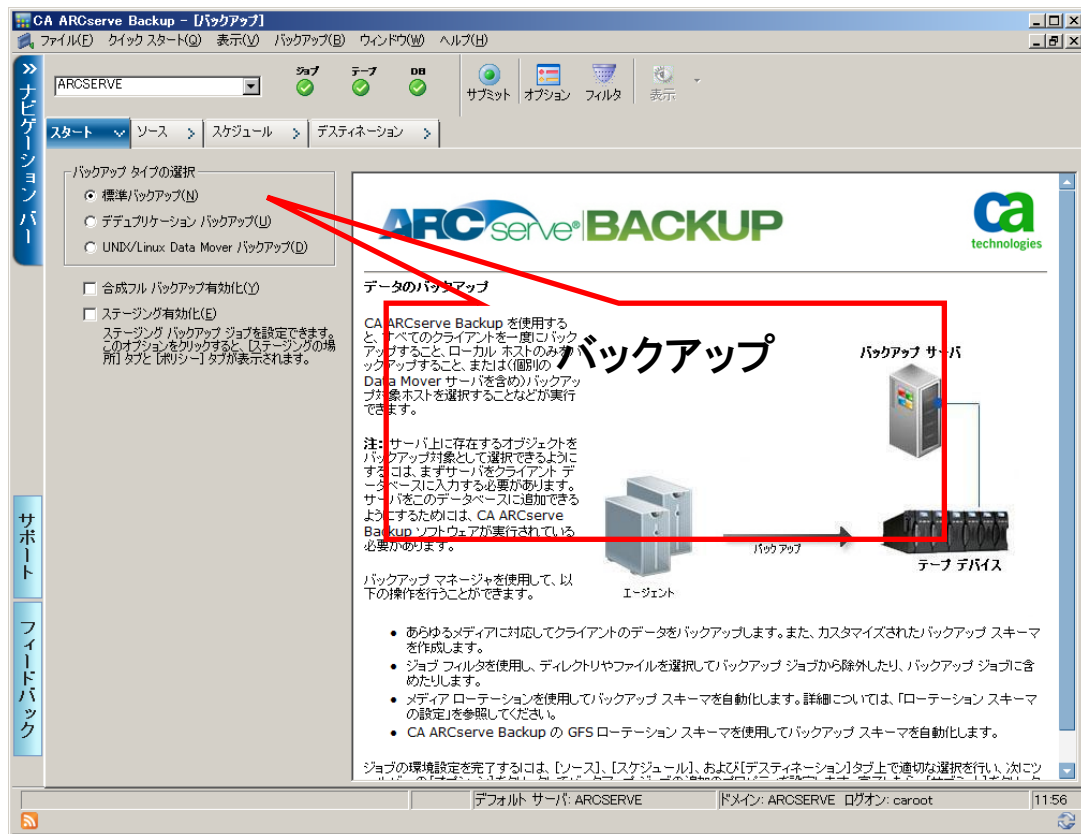 CA ARCserve Backup - [バックアップ]
ファイル(F) クイック スタート(Q) 表示(V) バックアップ(B) ウィンドウ(W) ヘルプ(H)
ナビゲーション バー
サポート
フィードバック
ARCSERVE
ジョブ テープ DB
サブミット オプション フィルタ 表示
スタート ソース スケジュール デスティネーション
バックアップ タイプの選択
標準バックアップ(N)
デデュプリケーション バックアップ(U)
UNIX/Linux Data Mover バックアップ(D)
合成フル バックアップ有効化(Y)
ステージング有効化(E)
ステージング バックアップ ジョブを設定できます。
このオプションをクリックすると、[ステージングの場
所] タブと [ポリシー] タブが表示されます。
ARCserve® BACKUP
ca
technologies
データのバックアップ
CA ARCserve Backup を使用する
と、すべてのクライアントを一度にバック
アップすること、ローカル ホストのみをバ
ックアップすること、または(個別の
Data Mover サーバを含め)バックアッ
プ対象ホストを選択することなどが実行
できます。
バックアップ
注: サーバ上に存在するオブジェクトを
バックアップ対象として選択できるように
するには、まずサーバをクライアント デ
ータベースに入力する必要があります。
サーバをこのデータベースに追加できる
ようにするためには、CA ARCserve
Backup ソフトウェアが実行されている
必要があります。
バックアップ マネージャを使用して、以
下の操作を行うことができます。
バックアップ サーバ
バックアップ
エージェント
テープ デバイス
• あらゆるメディアに対応してクライアントのデータをバックアップします。また、カスタマイズされたバックアップ スキーマ
を作成します。
• ジョブ フィルタを使用し、ディレクトリやファイルを選択してバックアップ ジョブから除外したり、バックアップ ジョブに含
めたりします。
• メディア ローテーションを使用してバックアップ スキーマを自動化します。詳細については、「ローテーション スキーマ
の設定」を参照してください。
• CA ARCserve Backup の GFS ローテーション スキーマを使用してバックアップ スキーマを自動化します。
ジョブの環境設定を完了するには、[ソース]、[スケジュール]、および[デスティネーション]タブ上で適切な選択を行い、次にツ
デフォルト サーバ: ARCSERVE ドメイン: ARCSERVE ログオン: caroot 11:56